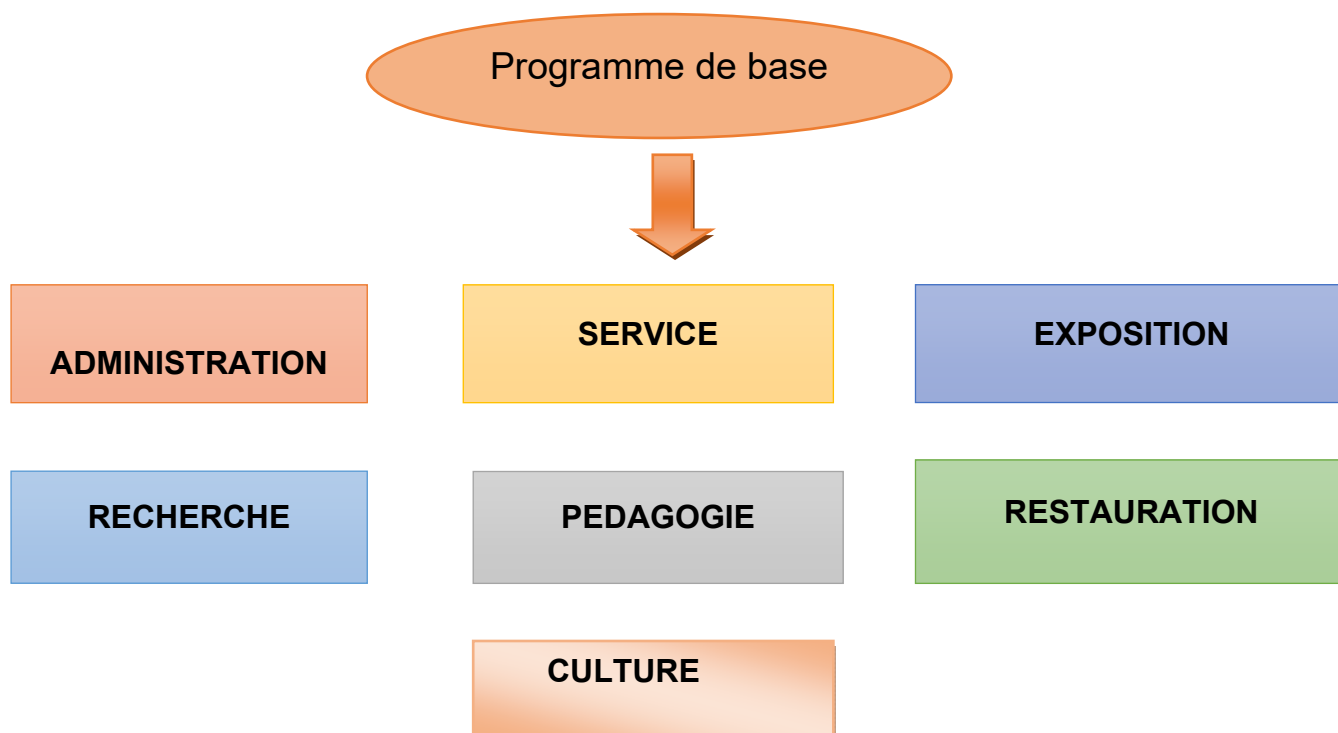 Programme de base
ADMINISTRATION
SERVICE
EXPOSITION
RECHERCHE
PEDAGOGIE
RESTAURATION
CULTURE